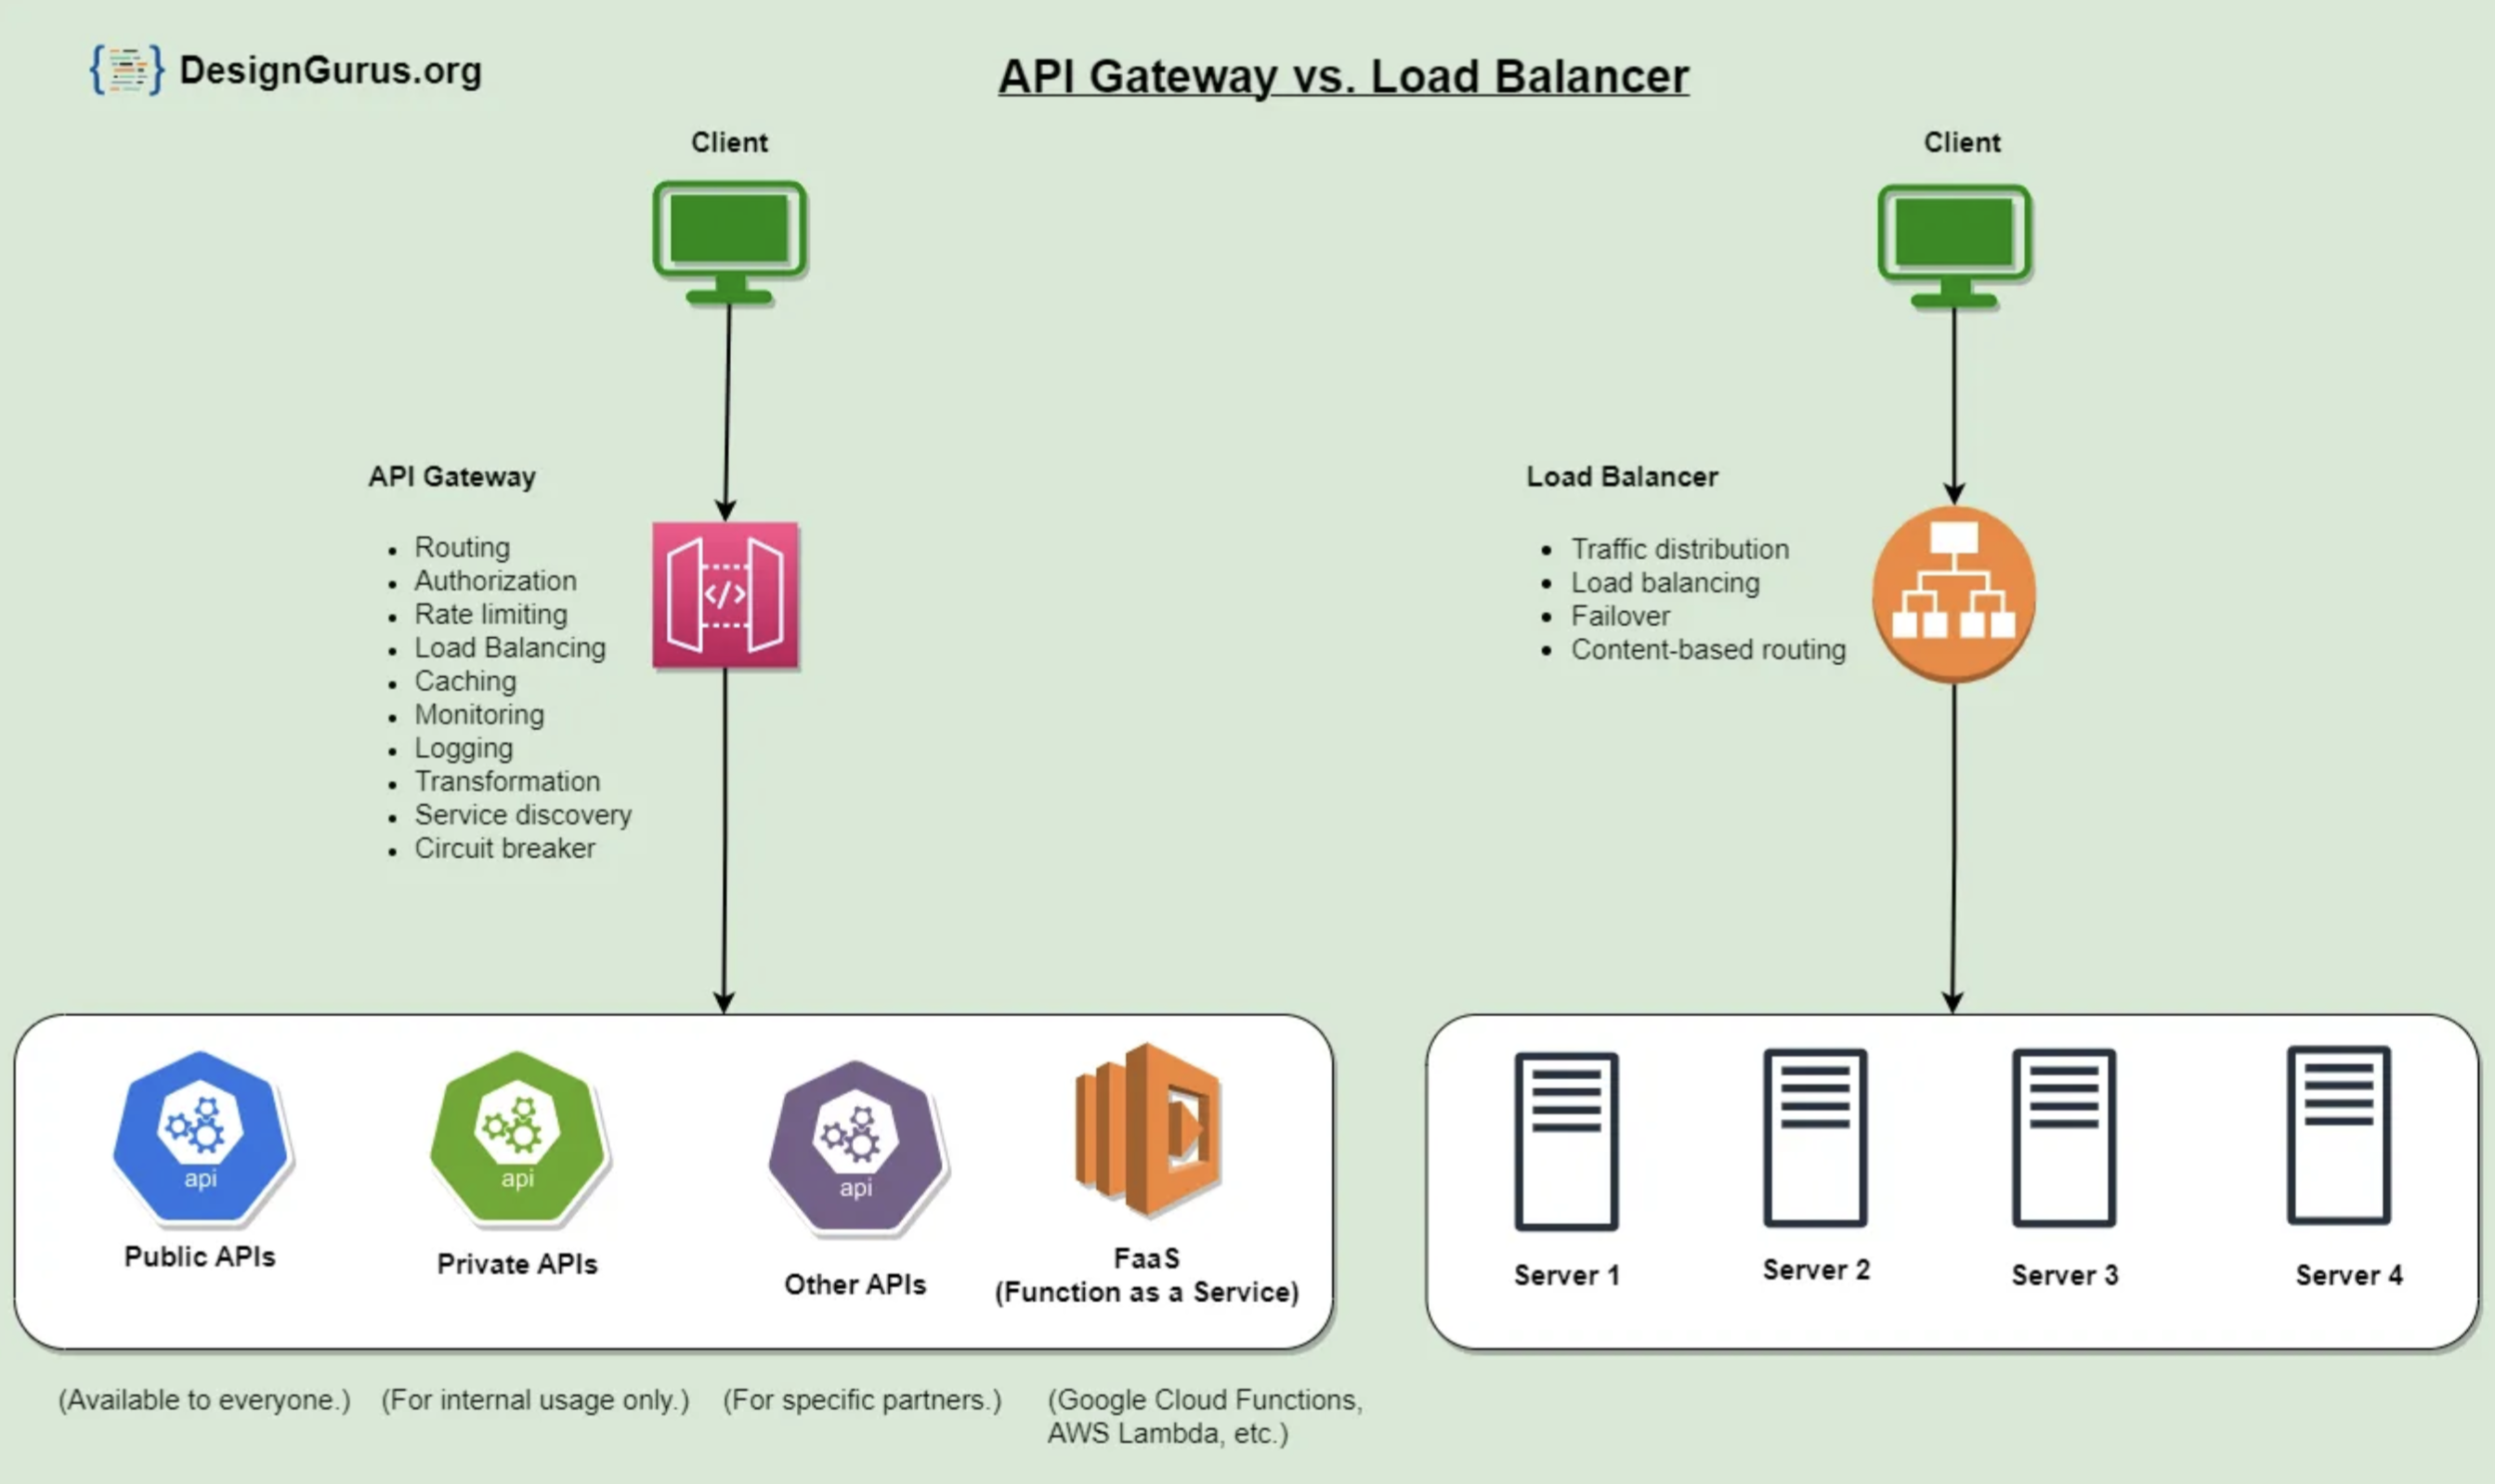 DesignGurus.org
API Gateway vs. Load Balancer
Client
Client
API Gateway
• Routing
• Authorization
• Rate limiting
• Load Balancing
• Caching
• Monitoring
• Logging
• Transformation
• Service discovery
• Circuit breaker
Load Balancer
• Traffic distribution
• Load balancing
• Failover
• Content-based routing
</>
api
api
api
Public APIs
Private APIs
Other APIs
FaaS
(Function as a Service)
Server 1
Server 2
Server 3
Server 4
(Available to everyone.)
(For internal usage only.)
(For specific partners.)
(Google Cloud Functions,
AWS Lambda, etc.)